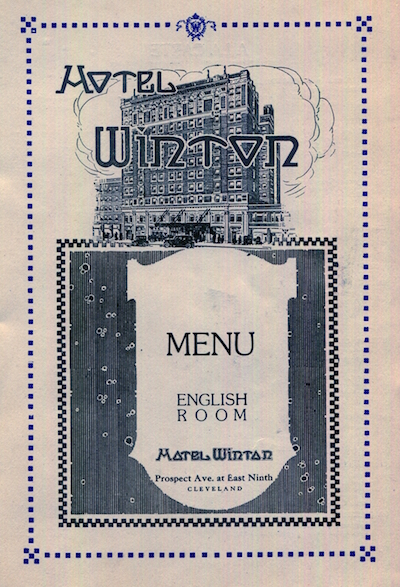 W
HOTEL
WINTON
MENU
ENGLISH
ROOM
HOTEL WINTON
Prospect Ave. at East Ninth
CLEVELAND